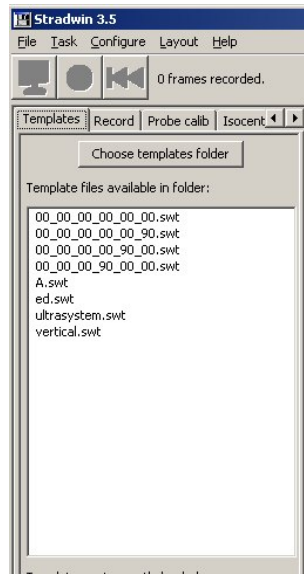 Stradwin 3.5
File Task Configure Layout Help
0 frames recorded.
Templates Record Probe calib Isocent
Choose templates folder
Template files available in folder:
00_00_00_00_00_00.swt
00_00_00_00_00_90.swt
00_00_00_00_90_00.swt
00_00_00_90_00_00.swt
A.swt
ed.swt
ultrasystem.swt
vertical.swt